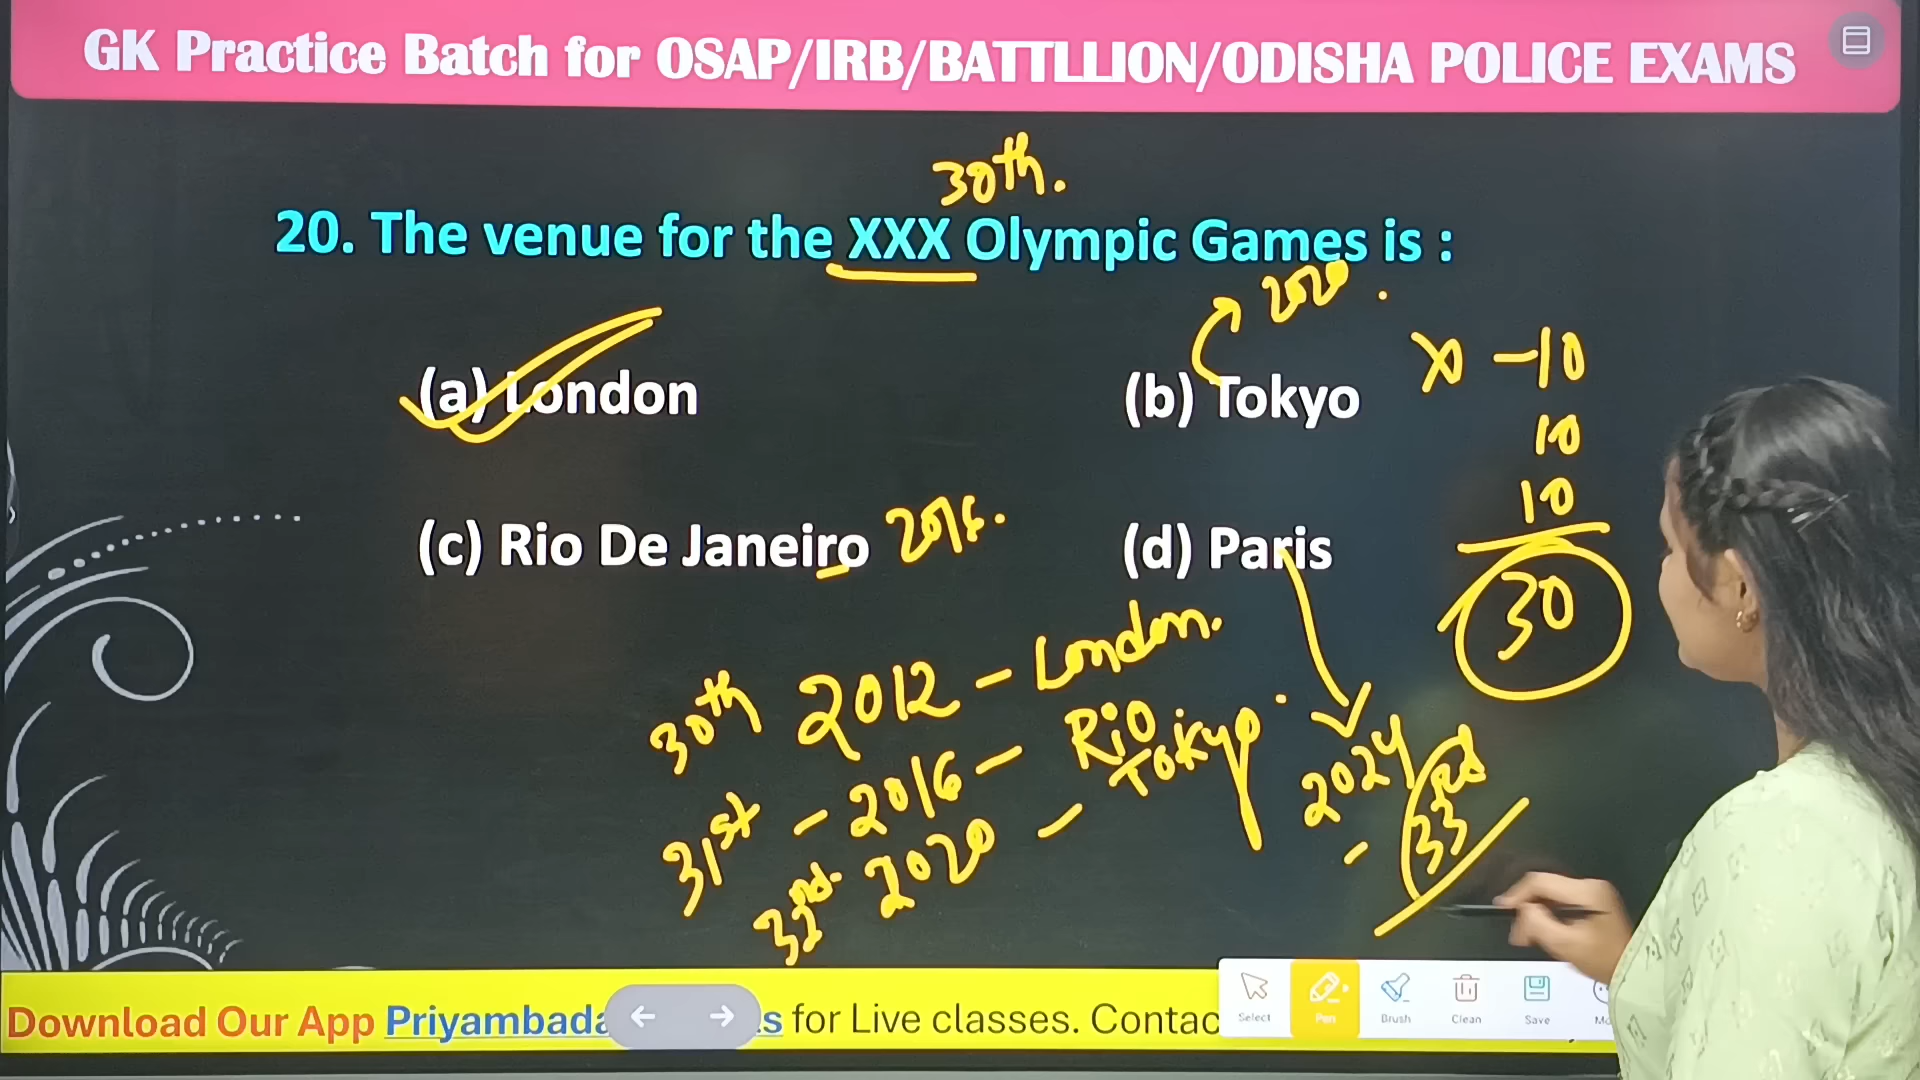 GK Practice Batch for OSAP/IRB/BATTLLION/ODISHA POLICE EXAMS
30th.
20. The venue for the XXX Olympic Games is :
2020.
(a) London
(b) Tokyo
X - 10
10
10
30
(c) Rio De Janeiro 2016.
(d) Paris
30th 2012 - London.
31st - 2016 - Rio
32nd. 2020 - Tokyo.
2024 - 33rd
Download Our App Priyambada for Live classes. Contac
Select
Pen
Brush
Clean
Save